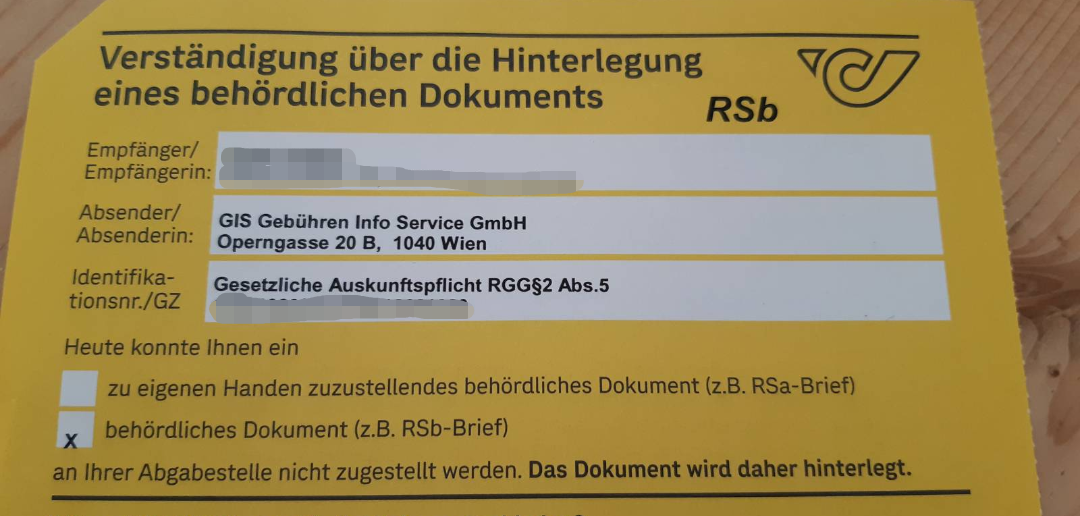 Verständigung über die Hinterlegung
eines behördlichen Dokuments
RSb
Empfänger/
Empfängerin:
Absender/
Absenderin:
GIS Gebühren Info Service GmbH
Operngasse 20 B, 1040 Wien
Identifika-
tionsnr./GZ
Gesetzliche Auskunftspflicht RGG§2 Abs.5
Heute konnte Ihnen ein
zu eigenen Handen zuzustellendes behördliches Dokument (z.B. RSa-Brief)
x behördliches Dokument (z.B. RSb-Brief)
an Ihrer Abgabestelle nicht zugestellt werden. Das Dokument wird daher hinterlegt.